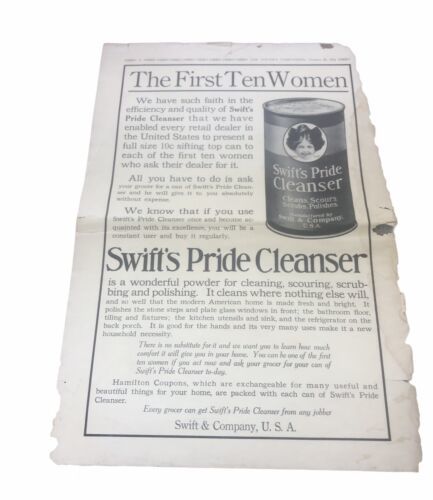 The First Ten Women
We have such faith in the
efficiency and quality of Swift's
Pride Cleanser that we have
enabled every retail dealer in
the United States to present a
full size 10c sifting top can to
each of the first ten women
who ask their dealer for it.
All you have to do is ask
your grocer for a can of Swift's Pride Clean-
ser and he will give it to you absolutely
without expense.
We know that if you use
Swift's Pride Cleanser once and become ac-
quainted with its excellence, you will be a
constant user and buy it regularly.
Swift's Pride
Cleanser
Cleans, Scours
Scrubs, Polishes
Manufactured by
Swift & Company,
U.S.A.
Swift's Pride Cleanser
is a wonderful powder for cleaning, scouring, scrub-
bing and polishing. It cleans where nothing else will,
and so well that the modern American home is made fresh and bright. It
polishes the stone steps and plate glass windows in front; the bathroom floor,
tiling and fixtures; the kitchen utensils and sink, and the refrigerator on the
back porch. It is good for the hands and its very many uses make it a new
household necessity.
There is no substitute for it and we want you to learn how much
comfort it will give you in your home. You can be one of the first
ten women if you act now and ask your grocer for your can of
Swift's Pride Cleanser to-day.
Hamilton Coupons, which are exchangeable for many useful and
beautiful things for your home, are packed with each can of Swift's Pride
Cleanser.
Every grocer can get Swift's Pride Cleanser from any jobber
Swift & Company, U. S. A.